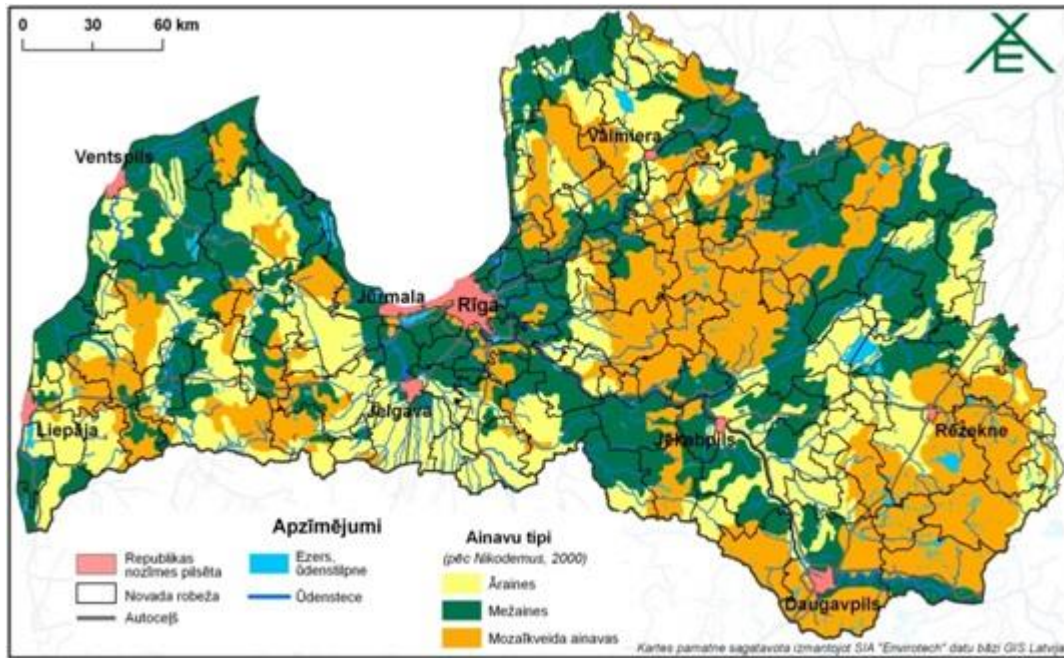 0 30 60 km
Ventspils
Valmiera
Jūrmala
Rīga
Jelgava
Liepāja
Jēkabpils
Rēzekne
Daugavpils
Apzīmējumi
Republikas
nozīmes pilsēta
Novada robeža
Autoceļš
Ezers,
ūdenstilpne
Ūdenstece
Ainavu tipi
(pēc Nikodemus, 2000)
Āraines
Mežaines
Mozaīkveida ainavas
Kartes pamatne sagatavota izmantojot SIA "Envirotech" datu bāzi GIS Latvija